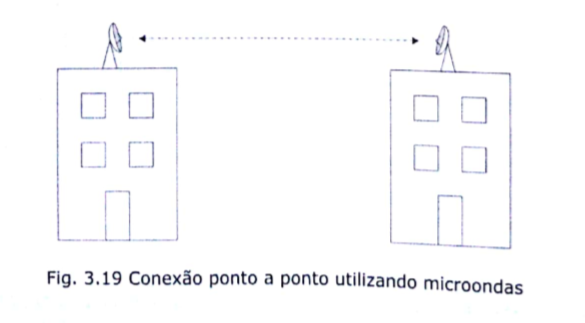 Fig. 3.19 Conexão ponto a ponto utilizando microondas